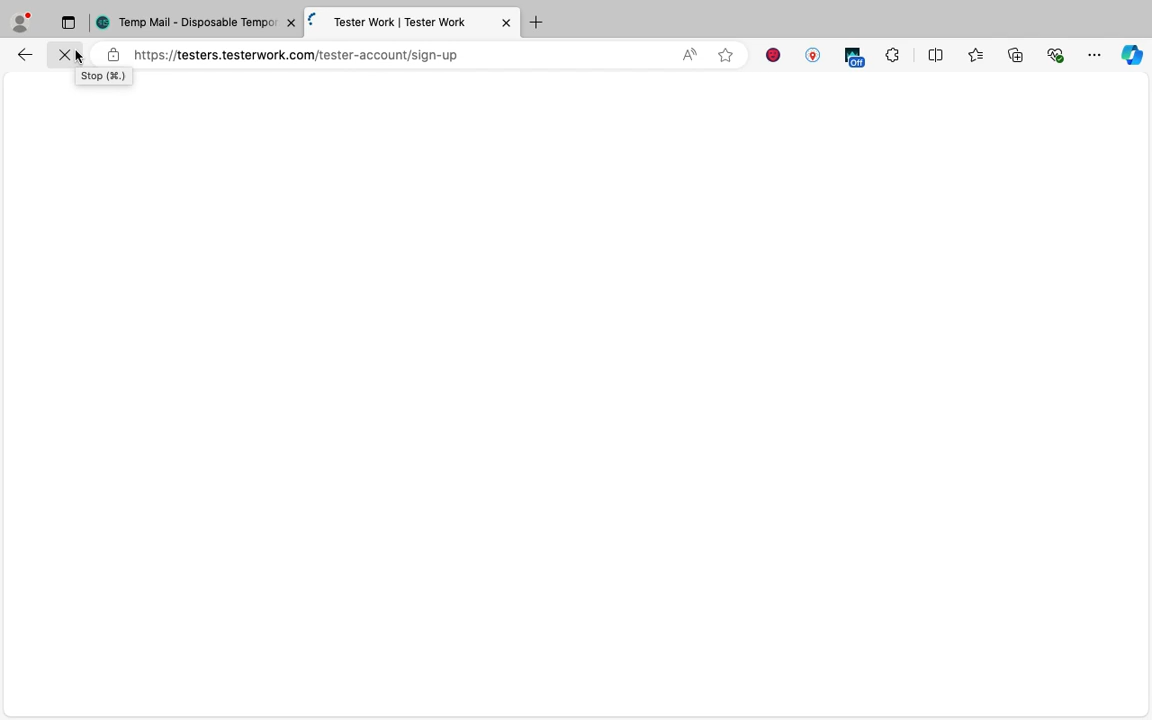 Temp Mail - Disposable Tempor
Tester Work | Tester Work
https://testers.testerwork.com/tester-account/sign-up
Off
Stop (⌘.)